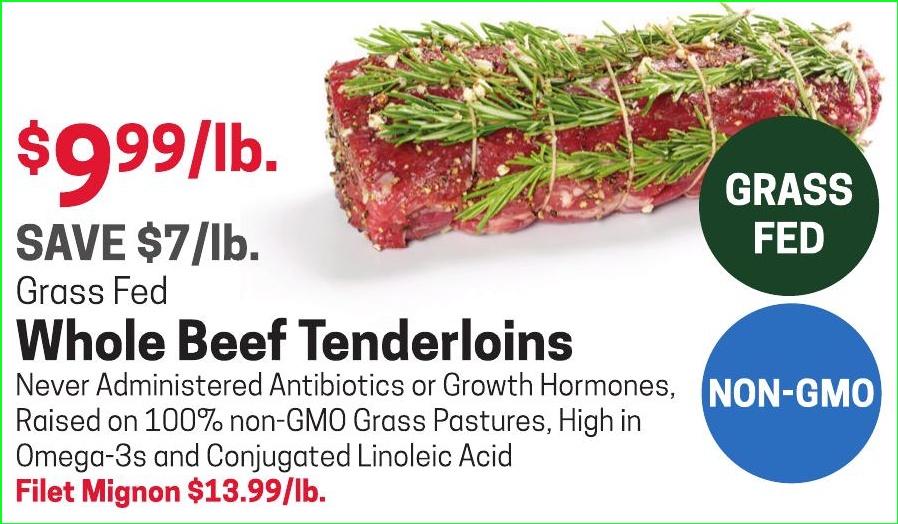 $9.99/lb.
SAVE $7/lb.
Grass Fed
Whole Beef Tenderloins
Never Administered Antibiotics or Growth Hormones,
Raised on 100% non-GMO Grass Pastures, High in
Omega-3s and Conjugated Linoleic Acid
Filet Mignon $13.99/lb.
GRASS
FED
NON-GMO